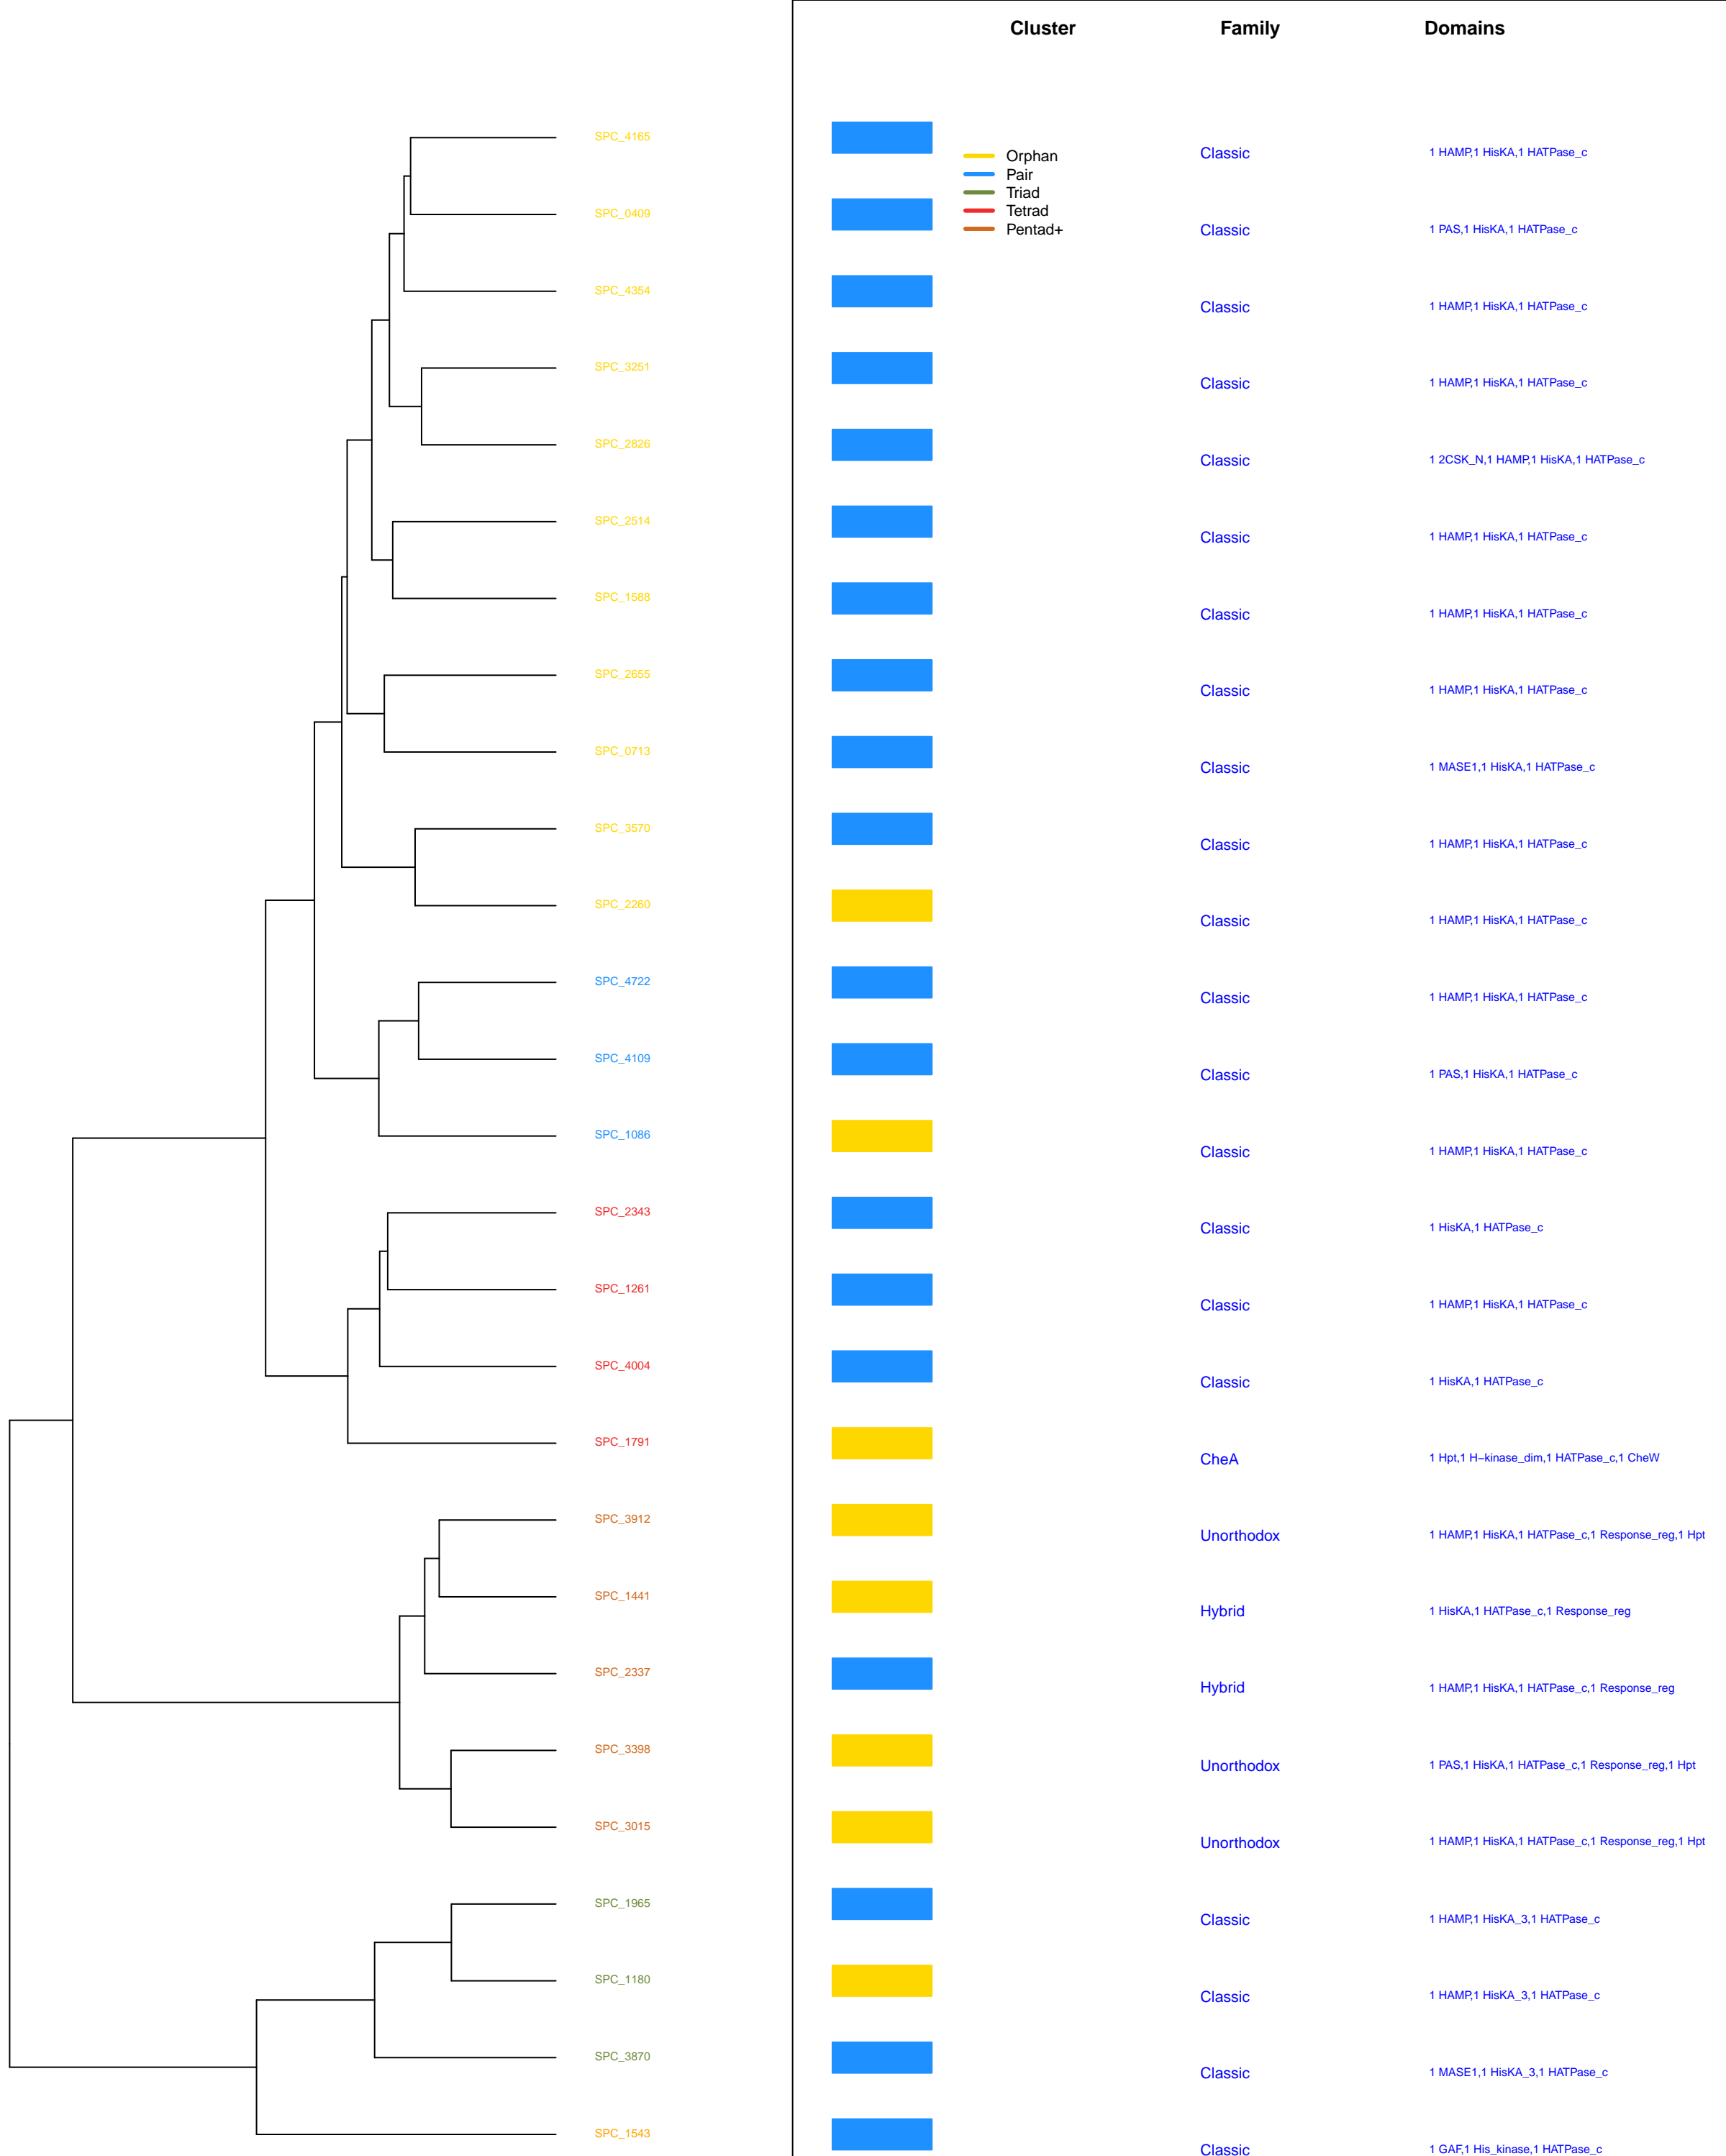 Cluster Family Domains
SPC_4165
Orphan
Classic 1 HAMP,1 HisKA,1 HATPase_c
Pair
Triad
SPC_0409 Tetrad
Pentad+ Classic 1 PAS,1 HisKA,1 HATPase_c
SPC_4354
Classic 1 HAMP,1 HisKA,1 HATPase_c
SPC_3251
Classic 1 HAMP,1 HisKA,1 HATPase_c
SPC_2826
Classic 1 2CSK_N,1 HAMP,1 HisKA,1 HATPase_c
SPC_2514
Classic 1 HAMP,1 HisKA,1 HATPase_c
SPC_1588
Classic 1 HAMP,1 HisKA,1 HATPase_c
SPC_2655
Classic 1 HAMP,1 HisKA,1 HATPase_c
SPC_0713
Classic 1 MASE1,1 HisKA,1 HATPase_c
SPC_3570
Classic 1 HAMP,1 HisKA,1 HATPase_c
SPC_2260
Classic 1 HAMP,1 HisKA,1 HATPase_c
SPC_4722
Classic 1 HAMP,1 HisKA,1 HATPase_c
SPC_4109
Classic 1 PAS,1 HisKA,1 HATPase_c
SPC_1086
Classic 1 HAMP,1 HisKA,1 HATPase_c
SPC_2343
Classic 1 HisKA,1 HATPase_c
SPC_1261
Classic 1 HAMP,1 HisKA,1 HATPase_c
SPC_4004
Classic 1 HisKA,1 HATPase_c
SPC_1791
CheA 1 Hpt,1 H−kinase_dim,1 HATPase_c,1 CheW
SPC_3912
Unorthodox 1 HAMP,1 HisKA,1 HATPase_c,1 Response_reg,1 Hpt
SPC_1441
Hybrid 1 HisKA,1 HATPase_c,1 Response_reg
SPC_2337
Hybrid 1 HAMP,1 HisKA,1 HATPase_c,1 Response_reg
SPC_3398
Unorthodox 1 PAS,1 HisKA,1 HATPase_c,1 Response_reg,1 Hpt
SPC_3015
Unorthodox 1 HAMP,1 HisKA,1 HATPase_c,1 Response_reg,1 Hpt
SPC_1965
Classic 1 HAMP,1 HisKA_3,1 HATPase_c
SPC_1180
Classic 1 HAMP,1 HisKA_3,1 HATPase_c
SPC_3870
Classic 1 MASE1,1 HisKA_3,1 HATPase_c
SPC_1543
Classic 1 GAF,1 His_kinase,1 HATPase_c